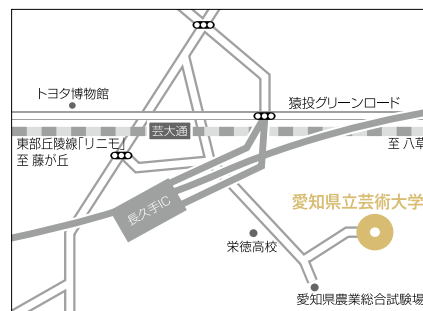 トヨタ博物館
猿投グリーンロード
芸大通
東部丘陵線「リニモ」
至 藤が丘
至 八草
長久手IC
愛知県立芸術大学
栄徳高校
愛知県農業総合試験場